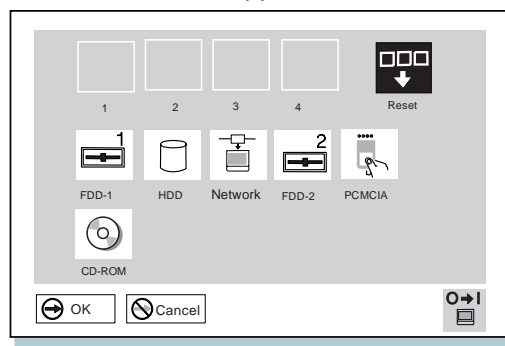 1 2 3 4 Reset
1 2
FDD-1 HDD Network FDD-2 PCMCIA
CD-ROM
OK Cancel